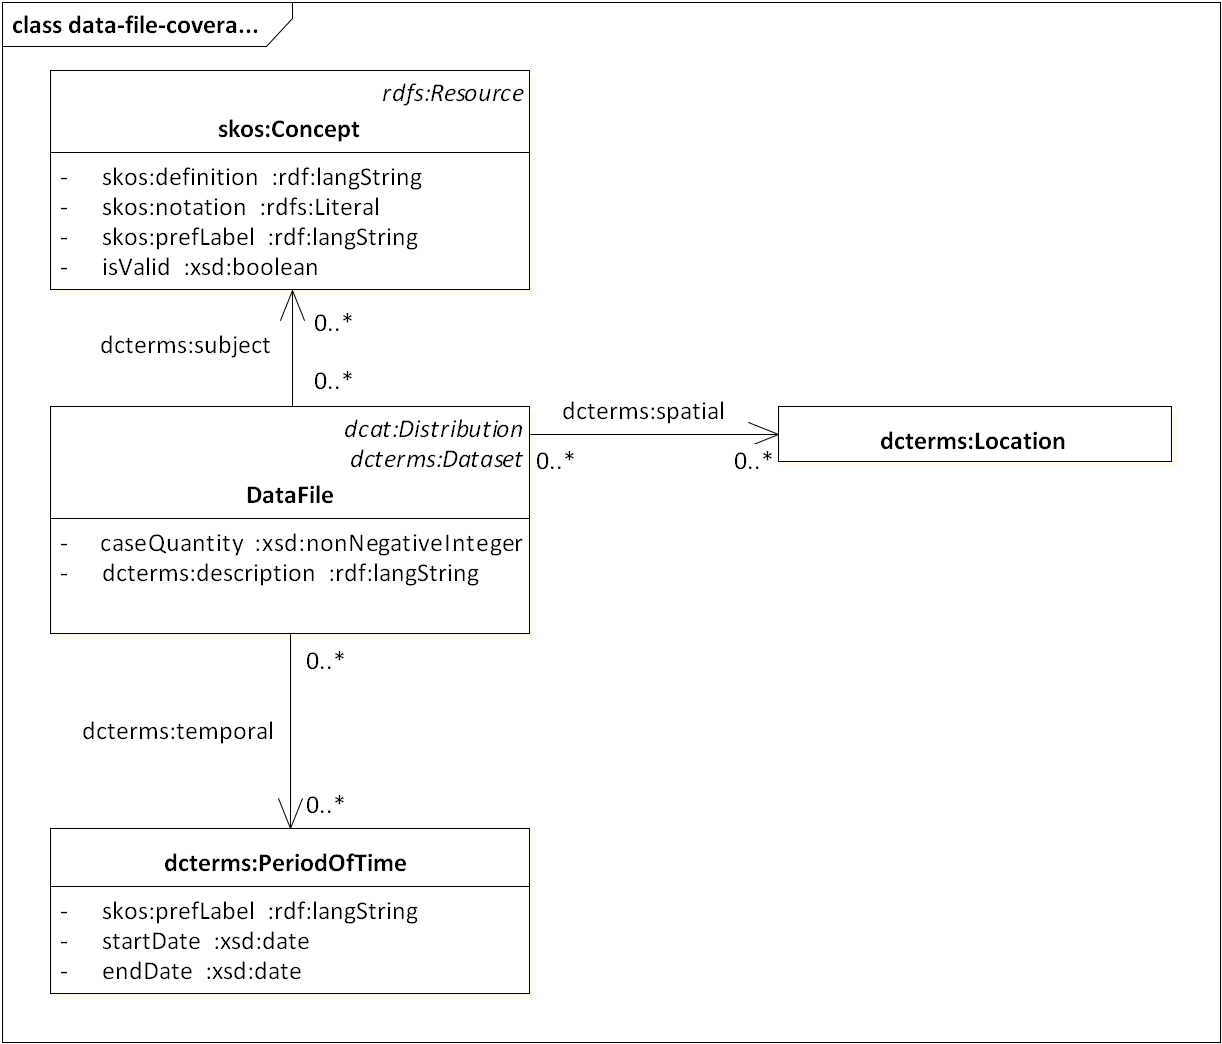 class data-file-covera...
rdfs:Resource
skos:Concept
- skos:definition :rdf:langString
- skos:notation :rdfs:Literal
- skos:prefLabel :rdf:langString
- isValid :xsd:boolean
0..*
dcterms:subject
0..*
dcat:Distribution
dcterms:Dataset
DataFile
- caseQuantity :xsd:nonNegativeInteger
- dcterms:description :rdf:langString
dcterms:spatial
0..*
0..*
dcterms:Location
0..*
dcterms:temporal
0..*
dcterms:PeriodOfTime
- skos:prefLabel :rdf:langString
- startDate :xsd:date
- endDate :xsd:date